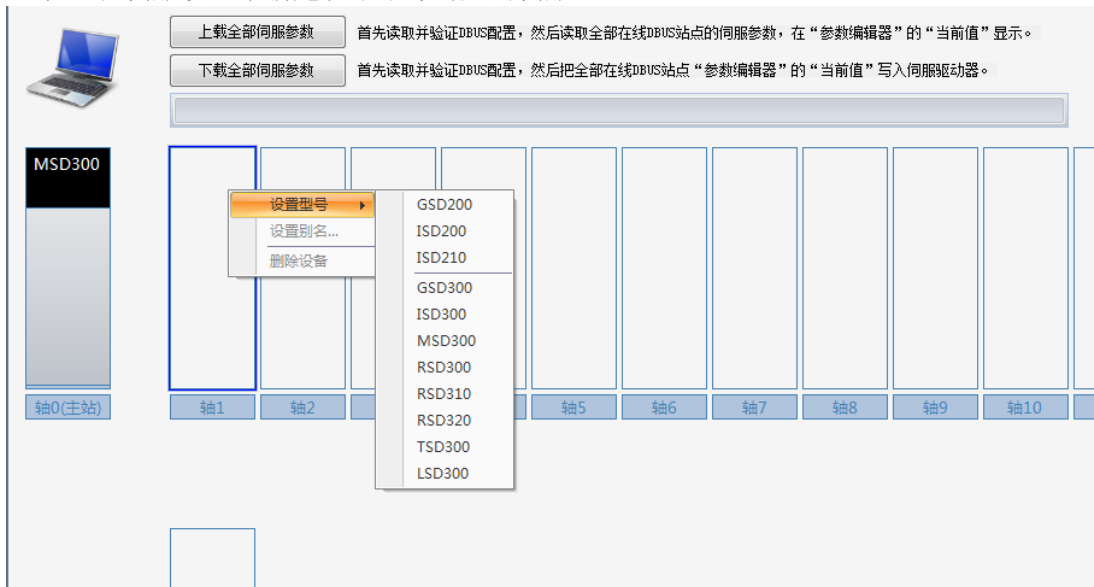 上载全部伺服参数 首先读取并验证DBUS配置，然后读取全部在线DBUS站点的伺服参数，在“参数编辑器”的“当前值”显示。
下载全部伺服参数 首先读取并验证DBUS配置，然后把全部在线DBUS站点“参数编辑器”的“当前值”写入伺服驱动器。
MSD300
设置型号
设置别名...
删除设备
GSD200
ISD200
ISD210
GSD300
ISD300
MSD300
RSD300
RSD310
RSD320
TSD300
LSD300
轴0(主站) 轴1 轴2 轴5 轴6 轴7 轴8 轴9 轴10